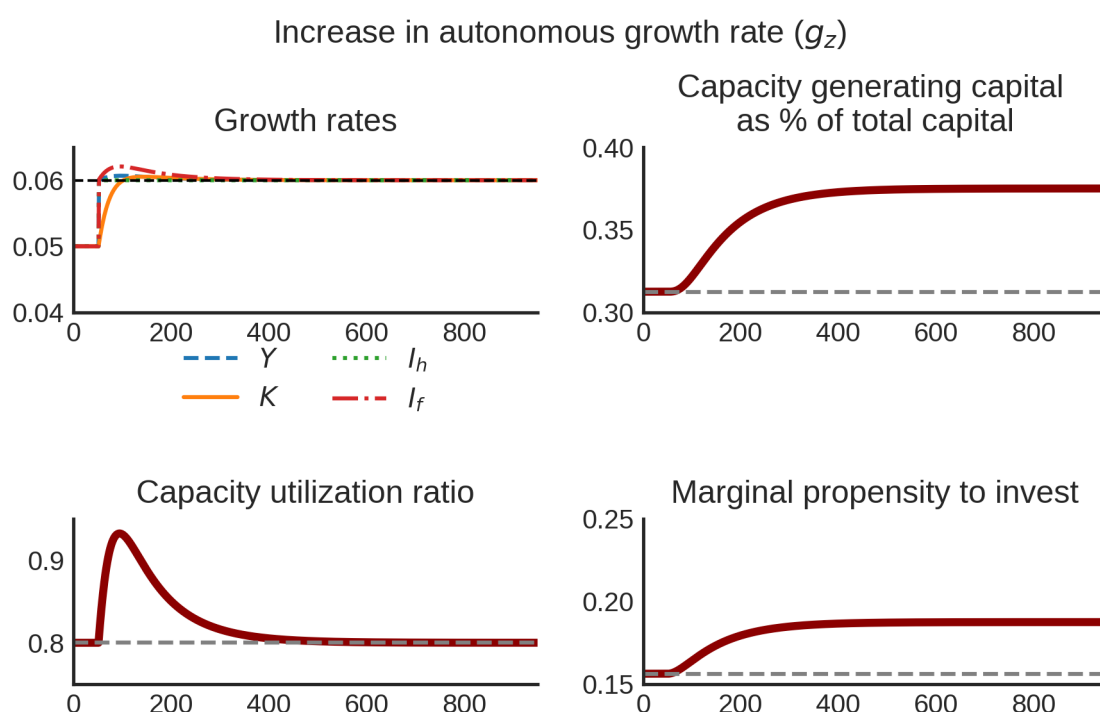 Increase in autonomous growth rate (g_z)
Growth rates
0.06
0.05
0.04
0 200 400 600 800
Y I_h
K I_f
Capacity generating capital
as % of total capital
0.40
0.35
0.30
0 200 400 600 800
Capacity utilization ratio
0.9
0.8
0 200 400 600 800
Marginal propensity to invest
0.25
0.20
0.15
0 200 400 600 800